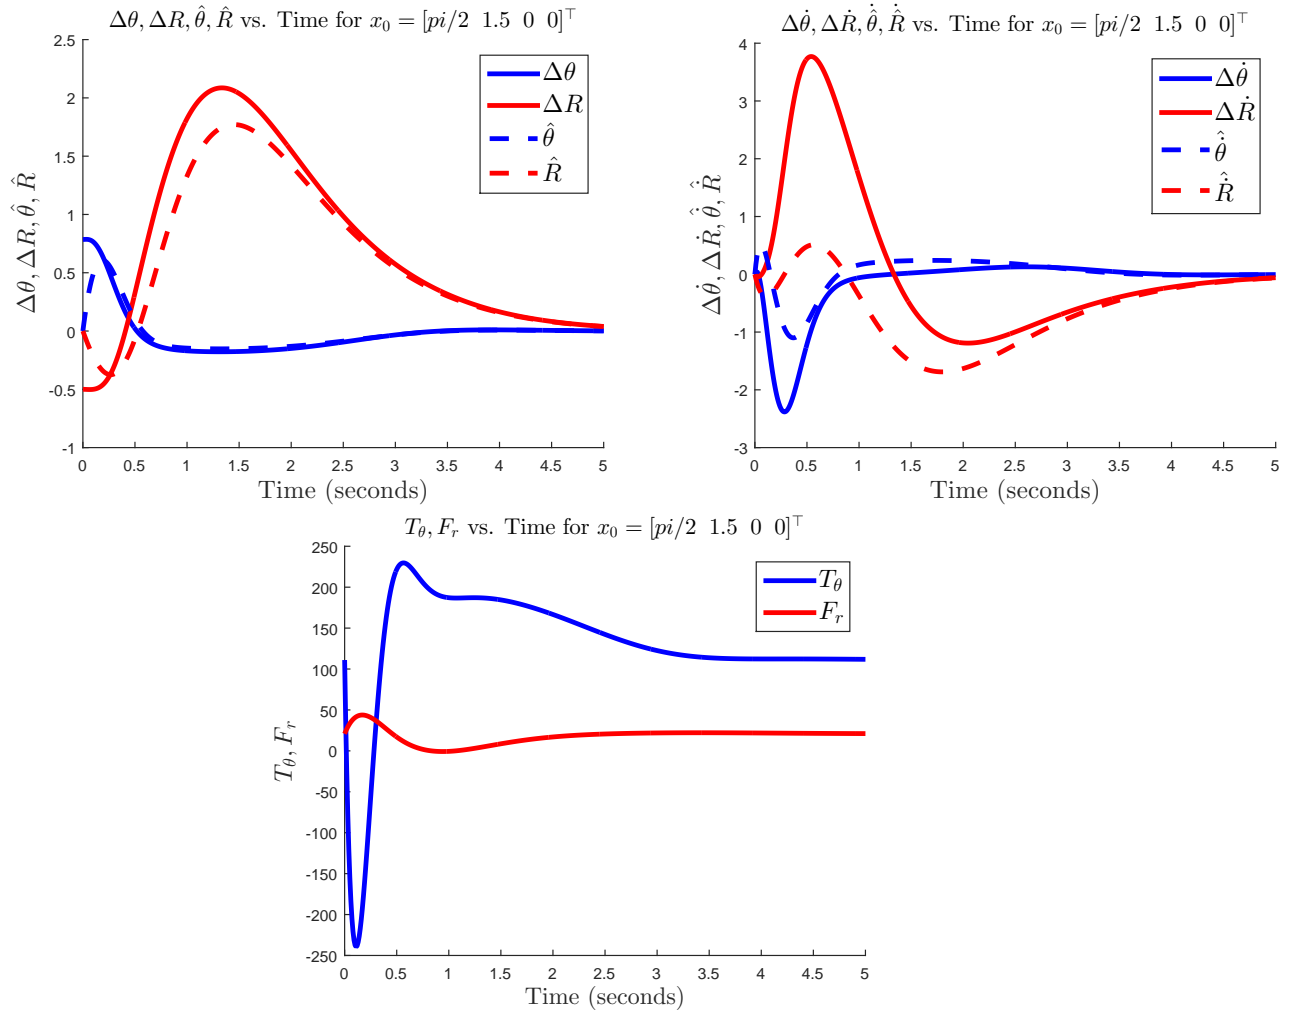 Δθ, ΔR, θ̂, R̂ vs. Time for x₀ = [pi/2 1.5 0 0]⊤
2.5
2
1.5
1
0.5
0
-0.5
-1
Δθ, ΔR, θ̂, R̂
Δθ
ΔR
θ̂
R̂
0 0.5 1 1.5 2 2.5 3 3.5 4 4.5 5
Time (seconds)
Δθ̇, ΔṘ, θ̇̂, Ṙ̂ vs. Time for x₀ = [pi/2 1.5 0 0]⊤
4
3
2
1
0
-1
-2
-3
Δθ̇, ΔṘ, θ̇̂, Ṙ̂
Δθ̇
ΔṘ
θ̇̂
Ṙ̂
0 0.5 1 1.5 2 2.5 3 3.5 4 4.5 5
Time (seconds)
T_θ, F_r vs. Time for x₀ = [pi/2 1.5 0 0]⊤
250
200
150
100
50
0
-50
-100
-150
-200
-250
T_θ, F_r
T_θ
F_r
0 0.5 1 1.5 2 2.5 3 3.5 4 4.5 5
Time (seconds)